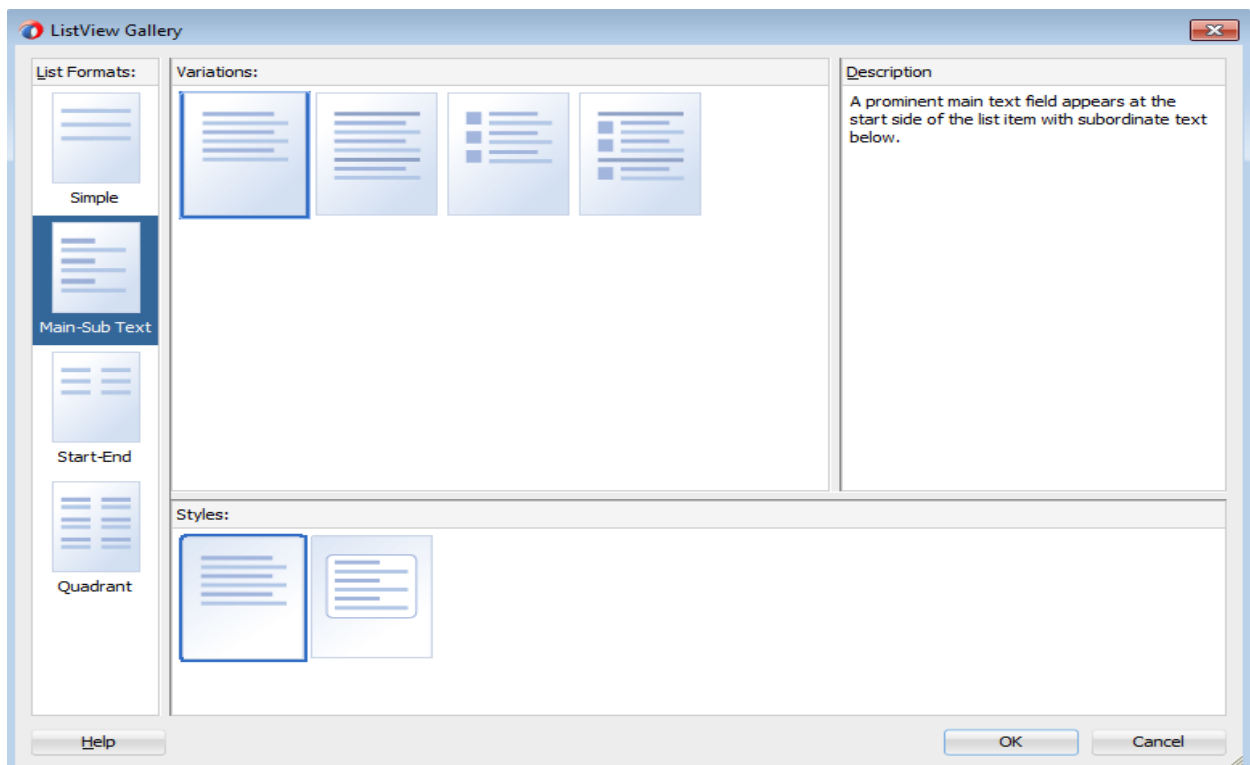 ListView Gallery
List Formats:
Simple
Main-Sub Text
Start-End
Quadrant
Variations:
Description
A prominent main text field appears at the
start side of the list item with subordinate text
below.
Styles:
Help
OK
Cancel